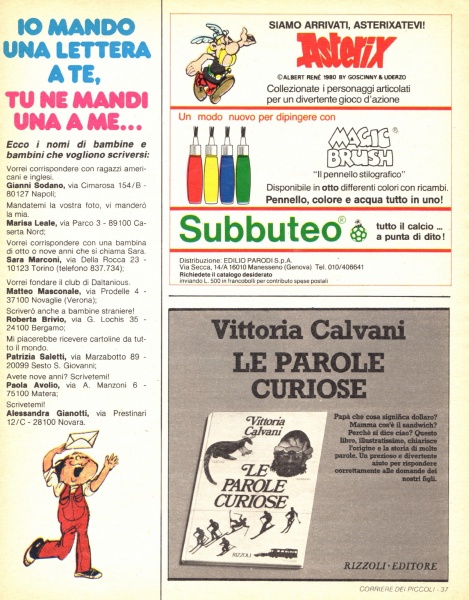 IO MANDO
UNA LETTERA
A TE,
TU NE MANDI
UNA A ME...
Ecco i nomi di bambine e
bambini che vogliono scriversi:
Vorrei corrispondere con ragazzi ameri-
cani e inglesi.
Gianni Sodano, via Cimarosa 154/B -
80127 Napoli;
Mandatemi la vostra foto, vi manderò
la mia.
Marisa Leale, via Parco 3 - 89100 Ca-
serta Nord;
Vorrei corrispondere con una bambina
di otto o nove anni che si chiama Sara.
Sara Marconi, via Della Rocca 23 -
10123 Torino (telefono 837.734);
Vorrei fondare il club di Daltanious.
Matteo Masconale, via Prodelle 4 -
37100 Novaglie (Verona);
Scriverò anche a bambine straniere!
Roberta Brivio, via G. Lochis 35 -
24100 Bergamo;
Mi piacerebbe ricevere cartoline da tut-
to il mondo.
Patrizia Saletti, via Marzabotto 89 -
20099 Sesto S. Giovanni;
Avete nove anni? Scrivetemi!
Paola Avolio, via A. Manzoni 6 -
75100 Matera;
Scrivetemi!
Alessandra Gianotti, via Prestinari
12/C - 28100 Novara.
SIAMO ARRIVATI, ASTERIXATEVI!
Asterix
© ALBERT RENÉ 1980 BY GOSCINNY & UDERZO
Collezionate i personaggi articolati
per un divertente gioco d'azione
Un modo nuovo per dipingere con
MAGIC
BRUSH®
"Il pennello stilografico"
Disponibile in otto differenti colori con ricambi.
Pennello, colore e acqua tutto in uno!
Subbuteo®
tutto il calcio ...
a punta di dito!
Distribuzione: EDILIO PARODI S.p.A.
Via Secca, 14/A 16010 Manesseno (Genova) Tel. 010/406641
Richiedete il catalogo desiderato
inviando L. 500 in francobolli per contributo spese postali
Vittoria Calvani
LE PAROLE
CURIOSE
Vittoria
Calvani
LE
PAROLE
CURIOSE
RIZZOLI
Papà che cosa significa dollaro?
Mamma cos'è il sandwich?
Perché si dice ciao? Questo
libro, illustratissimo, chiarisce
l'origine e la storia di molte
parole. Un prezioso e divertente
aiuto per rispondere
correttamente alle domande dei
nostri figli.
RIZZOLI · EDITORE
CORRIERE DEI PICCOLI - 37